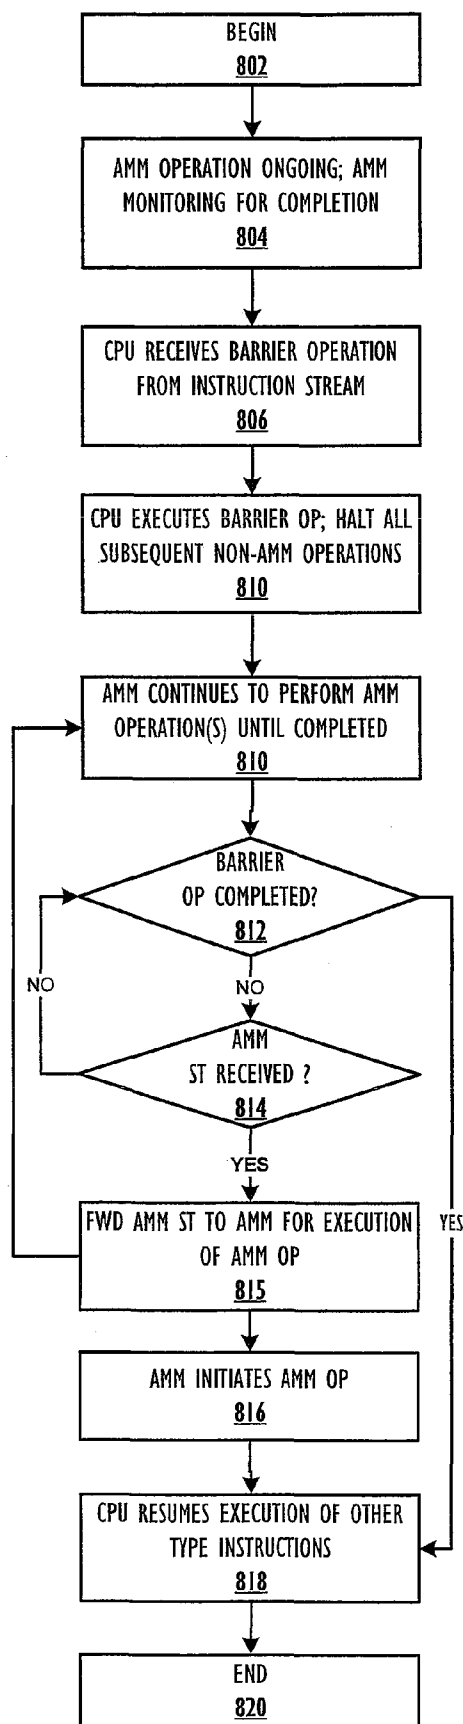 BEGIN
802
AMM OPERATION ONGOING; AMM
MONITORING FOR COMPLETION
804
CPU RECEIVES BARRIER OPERATION
FROM INSTRUCTION STREAM
806
CPU EXECUTES BARRIER OP; HALT ALL
SUBSEQUENT NON-AMM OPERATIONS
810
AMM CONTINUES TO PERFORM AMM
OPERATION(S) UNTIL COMPLETED
810
BARRIER
OP COMPLETED?
812
NO
NO
AMM
ST RECEIVED ?
814
YES
FWD AMM ST TO AMM FOR EXECUTION
OF AMM OP
815
YES
AMM INITIATES AMM OP
816
CPU RESUMES EXECUTION OF OTHER
TYPE INSTRUCTIONS
818
END
820